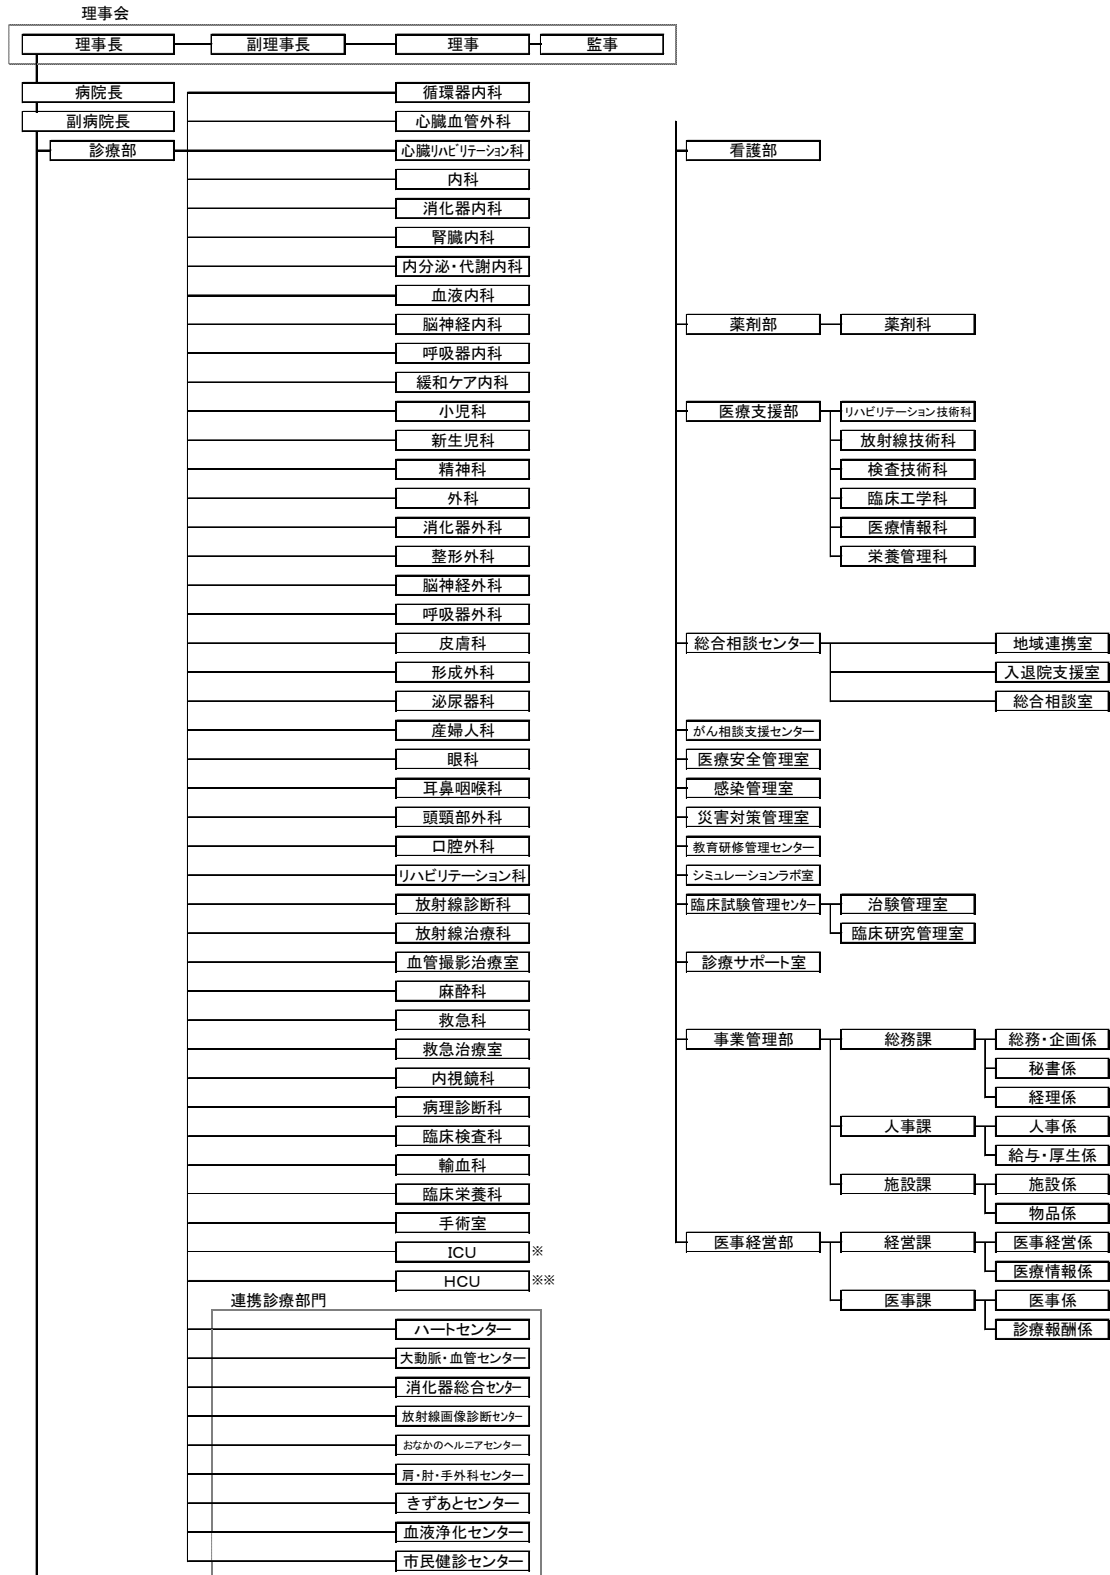 理事会
理事長
副理事長
理事
監事
病院長
副病院長
診療部
循環器内科
心臓血管外科
心臓ﾘﾊﾋﾞﾘﾃｰｼｮﾝ科
内科
消化器内科
腎臓内科
内分泌・代謝内科
血液内科
脳神経内科
呼吸器内科
緩和ケア内科
小児科
新生児科
精神科
外科
消化器外科
整形外科
脳神経外科
呼吸器外科
皮膚科
形成外科
泌尿器科
産婦人科
眼科
耳鼻咽喉科
頭頸部外科
口腔外科
リハビリテーション科
放射線診断科
放射線治療科
血管撮影治療室
麻酔科
救急科
救急治療室
内視鏡科
病理診断科
臨床検査科
輸血科
臨床栄養科
手術室
ICU ※
HCU ※※
連携診療部門
ハートセンター
大動脈・血管センター
消化器総合ｾﾝﾀｰ
放射線画像診断ｾﾝﾀｰ
おなかのヘルニアセンター
肩・肘・手外科センター
きずあとセンター
血液浄化センター
市民健診センター
看護部
薬剤部
薬剤科
医療支援部
リハビリテーション技術科
放射線技術科
検査技術科
臨床工学科
医療情報科
栄養管理科
総合相談センター
地域連携室
入退院支援室
総合相談室
がん相談支援センター
医療安全管理室
感染管理室
災害対策管理室
教育研修管理センター
シミュレーションラボ室
臨床試験管理ｾﾝﾀｰ
治験管理室
臨床研究管理室
診療サポート室
事業管理部
総務課
総務・企画係
秘書係
経理係
人事課
人事係
給与・厚生係
施設課
施設係
物品係
医事経営部
経営課
医事経営係
医療情報係
医事課
医事係
診療報酬係